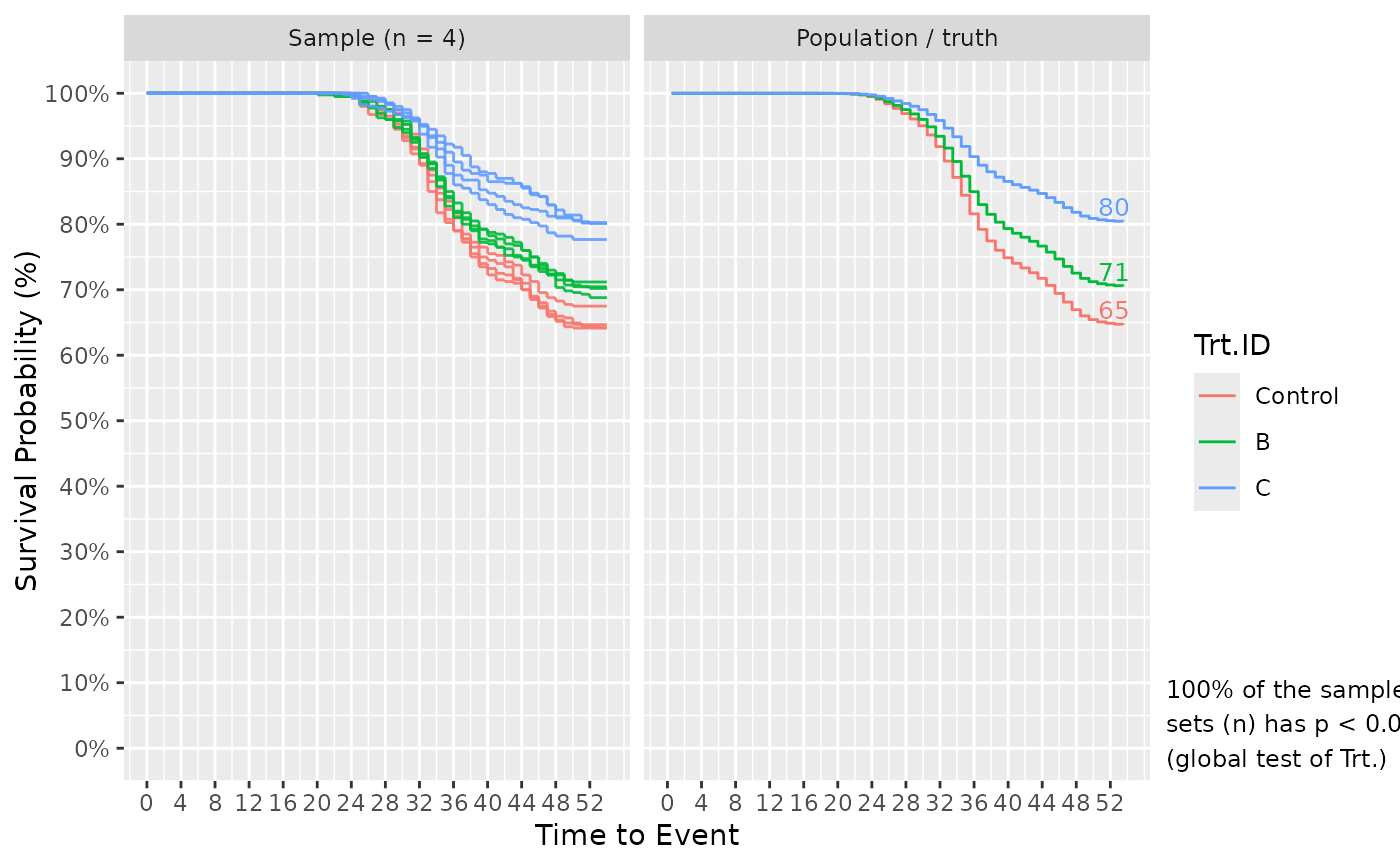 Sample (n = 4)
Population / truth
Survival Probability (%)
100%
90%
80%
70%
60%
50%
40%
30%
20%
10%
0%
80
71
65
0 4 8 12 16 20 24 28 32 36 40 44 48 52
0 4 8 12 16 20 24 28 32 36 40 44 48 52
Time to Event
Trt.ID
Control
B
C
100% of the sample
sets (n) has p < 0.0
(global test of Trt.)